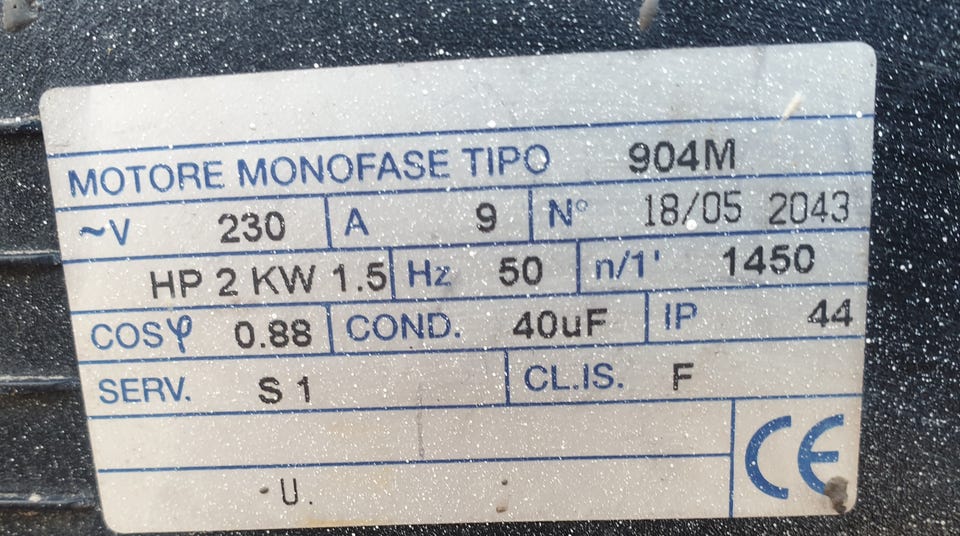 MOTORE MONOFASE TIPO 904M
~V 230 A 9 N° 18/05 2043
HP 2 KW 1.5 Hz 50 n/1' 1450
COSφ 0.88 COND. 40uF IP 44
SERV. S 1 CL.IS. F
CE
U.